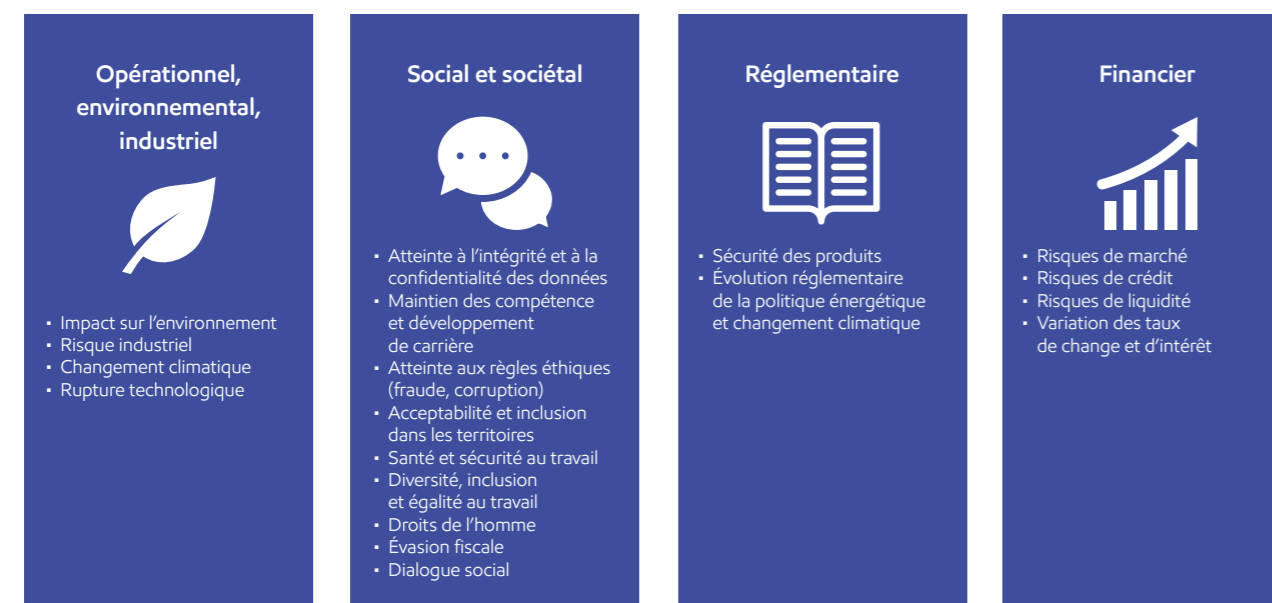 Opérationnel,
environnemental,
industriel
▪ Impact sur l’environnement
▪ Risque industriel
▪ Changement climatique
▪ Rupture technologique
Social et sociétal
▪ Atteinte à l’intégrité et à la
confidentialité des données
▪ Maintien des compétence
et développement
de carrière
▪ Atteinte aux règles éthiques
(fraude, corruption)
▪ Acceptabilité et inclusion
dans les territoires
▪ Santé et sécurité au travail
▪ Diversité, inclusion
et égalité au travail
▪ Droits de l’homme
▪ Évasion fiscale
▪ Dialogue social
Réglementaire
▪ Sécurité des produits
▪ Évolution réglementaire
de la politique énergétique
et changement climatique
Financier
▪ Risques de marché
▪ Risques de crédit
▪ Risques de liquidité
▪ Variation des taux
de change et d’intérêt